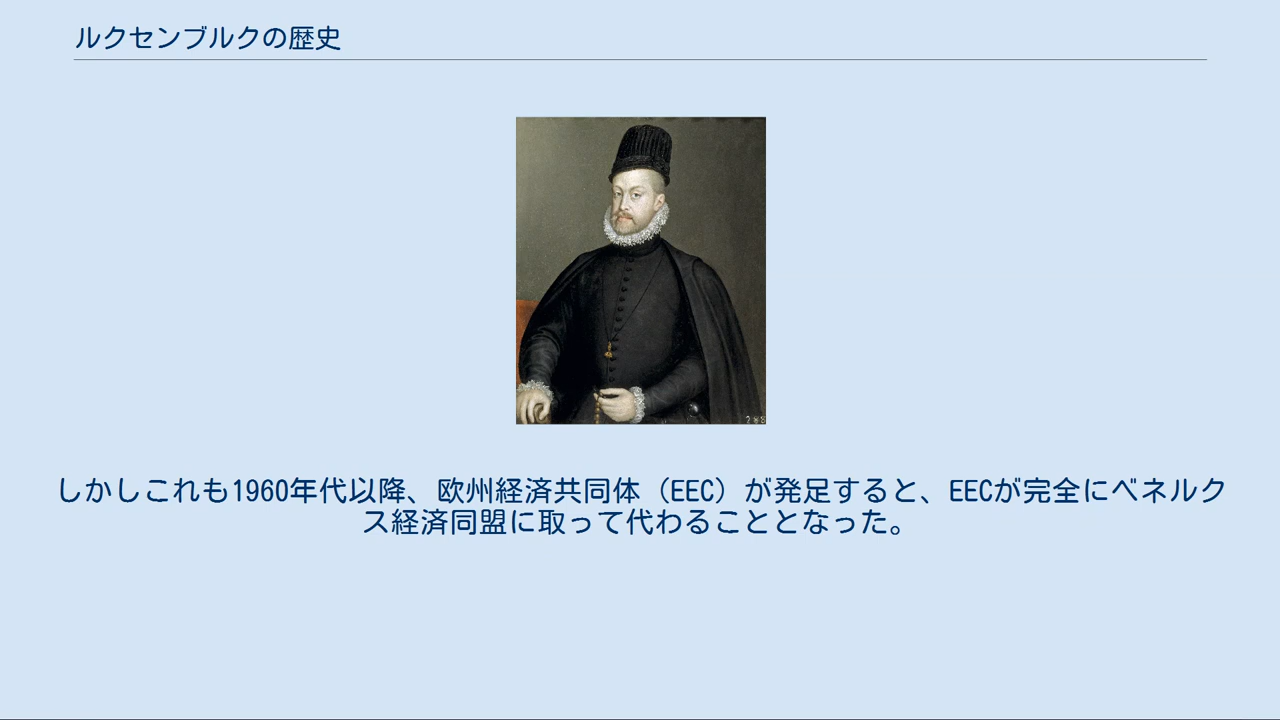 ルクセンブルクの歴史
しかしこれも1960年代以降、欧州経済共同体（EEC）が発足すると、EECが完全にベネルク
ス経済同盟に取って代わることとなった。